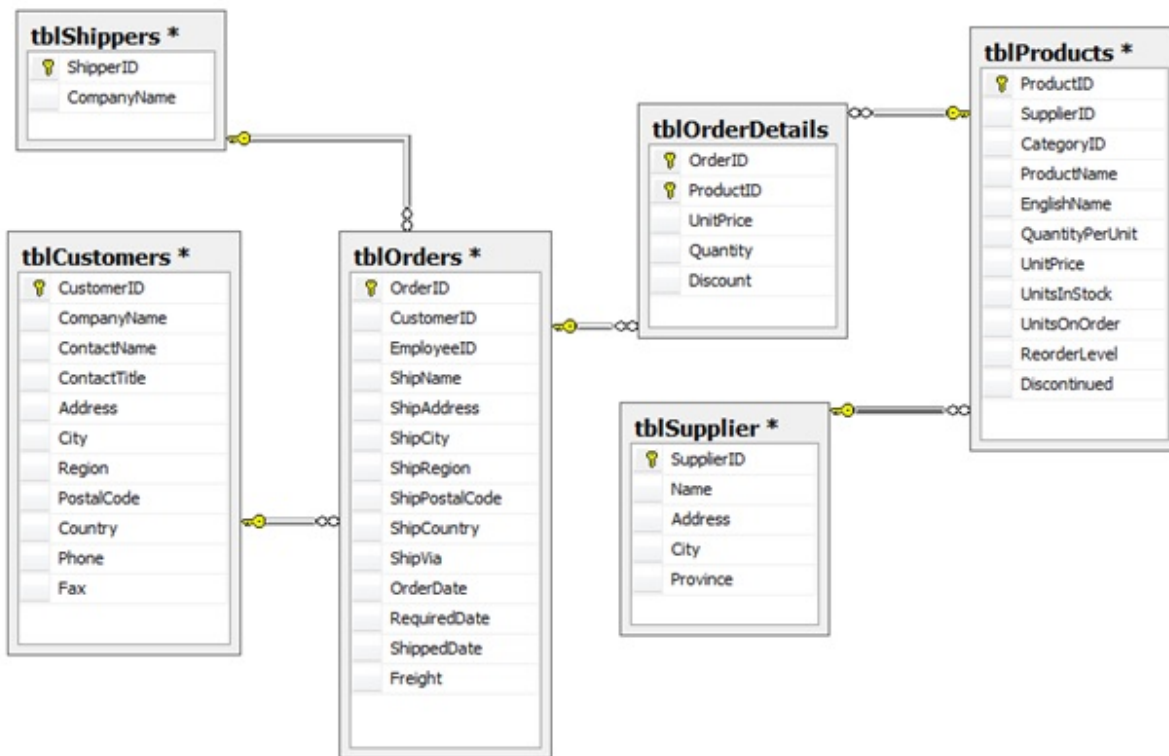 tblShippers *
ShipperID
CompanyName
tblCustomers *
CustomerID
CompanyName
ContactName
ContactTitle
Address
City
Region
PostalCode
Country
Phone
Fax
tblOrders *
OrderID
CustomerID
EmployeeID
ShipName
ShipAddress
ShipCity
ShipRegion
ShipPostalCode
ShipCountry
ShipVia
OrderDate
RequiredDate
ShippedDate
Freight
tblOrderDetails
OrderID
ProductID
UnitPrice
Quantity
Discount
tblSupplier *
SupplierID
Name
Address
City
Province
tblProducts *
ProductID
SupplierID
CategoryID
ProductName
EnglishName
QuantityPerUnit
UnitPrice
UnitsInStock
UnitsOnOrder
ReorderLevel
Discontinued